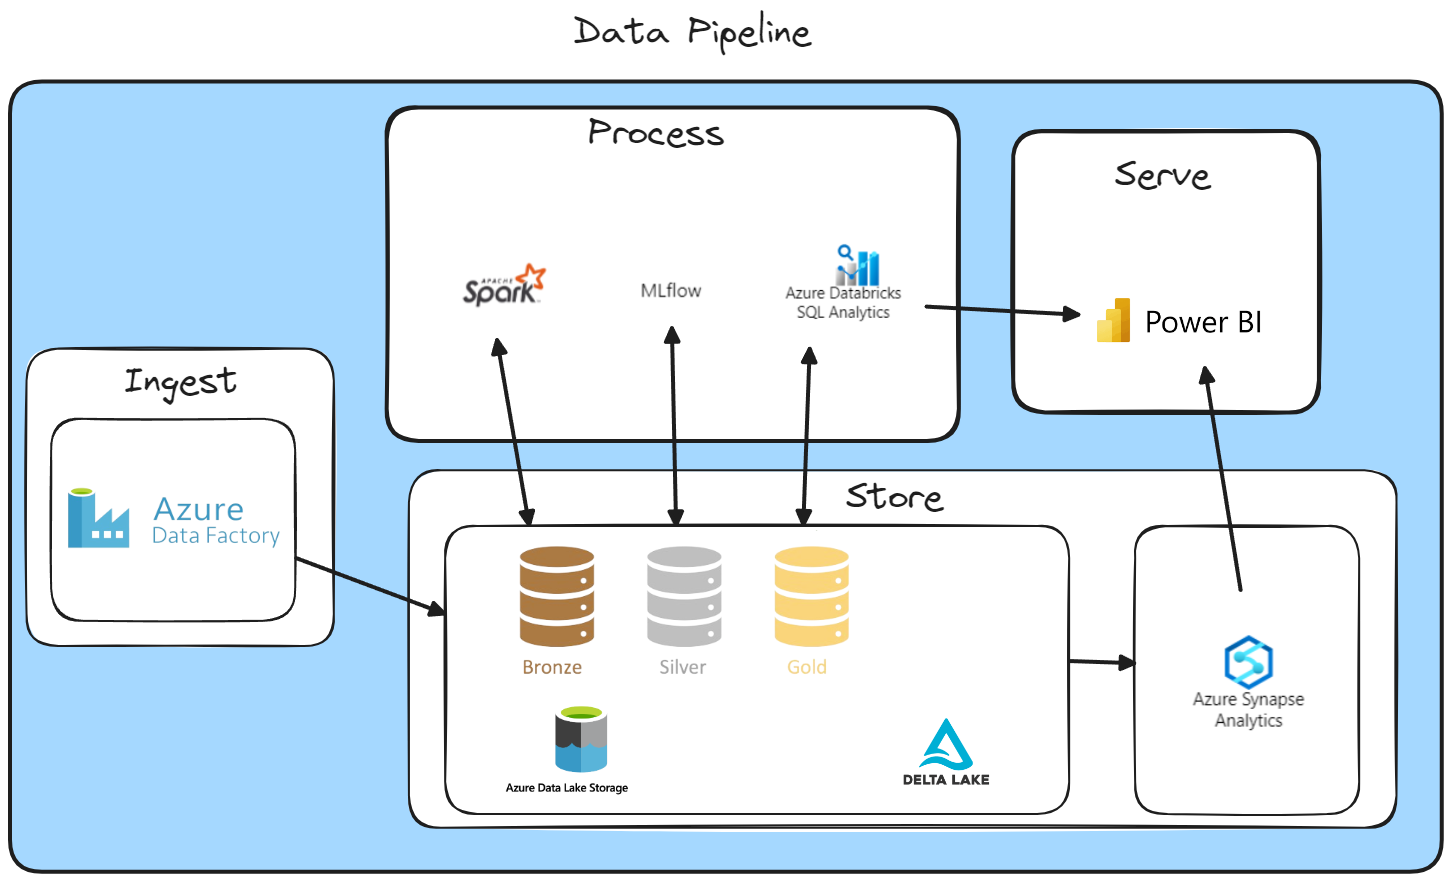 Data Pipeline
Process
Serve
APACHE
Spark
MLflow
Azure Databricks
SQL Analytics
Power BI
Ingest
Azure
Data Factory
Store
Bronze
Silver
Gold
Azure Data Lake Storage
DELTA LAKE
Azure Synapse
Analytics